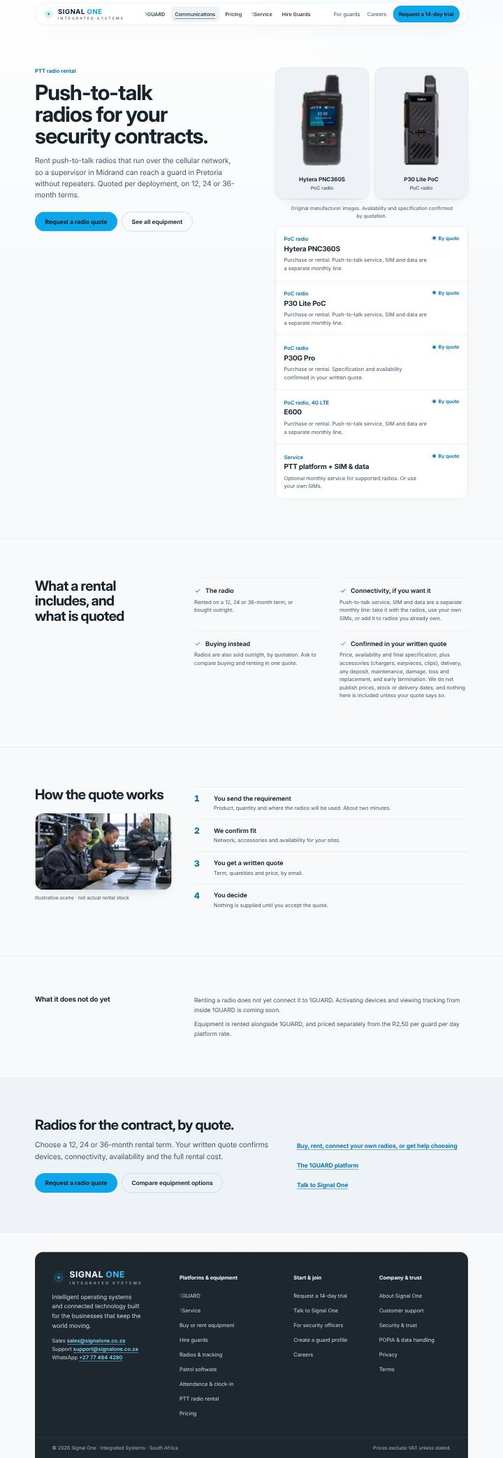 SIGNAL ONE
INTEGRATED SYSTEMS
1GUARD
Communications
Pricing
1Service
Hire Guards
For guards
Careers
Request a 14-day trial
PTT radio rental
Push-to-talk
radios for your
security contracts.
Rent push-to-talk radios that run over the cellular network,
so a supervisor in Midrand can reach a guard in Pretoria
without repeaters. Quoted per deployment, on 12, 24 or 36-
month terms.
Request a radio quote
See all equipment
Hytera PNC360S
PoC radio
P30 Lite PoC
PoC radio
Original manufacturer images. Availability and specification confirmed
by quotation.
PoC radio
By quote
Hytera PNC360S
Purchase or rental. Push-to-talk service, SIM and data are
a separate monthly line.
PoC radio
By quote
P30 Lite PoC
Purchase or rental. Push-to-talk service, SIM and data are
a separate monthly line.
PoC radio
By quote
P30G Pro
Purchase or rental. Specification and availability
confirmed in your written quote.
PoC radio, 4G LTE
By quote
E600
Purchase or rental. Push-to-talk service, SIM and data are
a separate monthly line.
Service
By quote
PTT platform + SIM & data
Optional monthly service for supported radios. Or use
your own SIMs.
What a rental
includes, and
what is quoted
The radio
Rented on a 12, 24 or 36-month term, or
bought outright.
Connectivity, if you want it
Push-to-talk service, SIM and data are a separate
monthly line: take it with the radios, use your own
SIMs, or add it to radios you already own.
Buying instead
Radios are also sold outright, by quotation. Ask to
compare buying and renting in one quote.
Confirmed in your written quote
Price, availability and final specification, plus
accessories (chargers, earpieces, clips), delivery,
any deposit, maintenance, damage, loss and
replacement, and early termination. We do not
publish prices, stock or delivery dates, and nothing
here is included unless your quote says so.
How the quote works
Illustrative scene · not actual rental stock
1
You send the requirement
Product, quantity and where the radios will be used. About two minutes.
2
We confirm fit
Network, accessories and availability for your sites.
3
You get a written quote
Term, quantities and price, by email.
4
You decide
Nothing is supplied until you accept the quote.
What it does not do yet
Renting a radio does not yet connect it to 1GUARD. Activating devices and viewing tracking from
inside 1GUARD is coming soon.
Equipment is rented alongside 1GUARD, and priced separately from the R2,50 per guard per day
platform rate.
Radios for the contract, by quote.
Choose a 12, 24 or 36-month rental term. Your written quote confirms
devices, connectivity, availability and the full rental cost.
Request a radio quote
Compare equipment options
Buy, rent, connect your own radios, or get help choosing
The 1GUARD platform
Talk to Signal One
SIGNAL ONE
INTEGRATED SYSTEMS
Intelligent operating systems
and connected technology built
for the businesses that keep the
world moving.
Sales sales@signalone.co.za
Support support@signalone.co.za
WhatsApp +27 77 484 4280
Platforms & equipment
1GUARD
1Service
Buy or rent equipment
Hire guards
Radios & tracking
Patrol software
Attendance & clock-in
PTT radio rental
Pricing
Start & join
Request a 14-day trial
Talk to Signal One
For security officers
Create a guard profile
Careers
Company & trust
About Signal One
Customer support
Security & trust
POPIA & data handling
Privacy
Terms
© 2026 Signal One · Integrated Systems · South Africa
Prices exclude VAT unless stated.